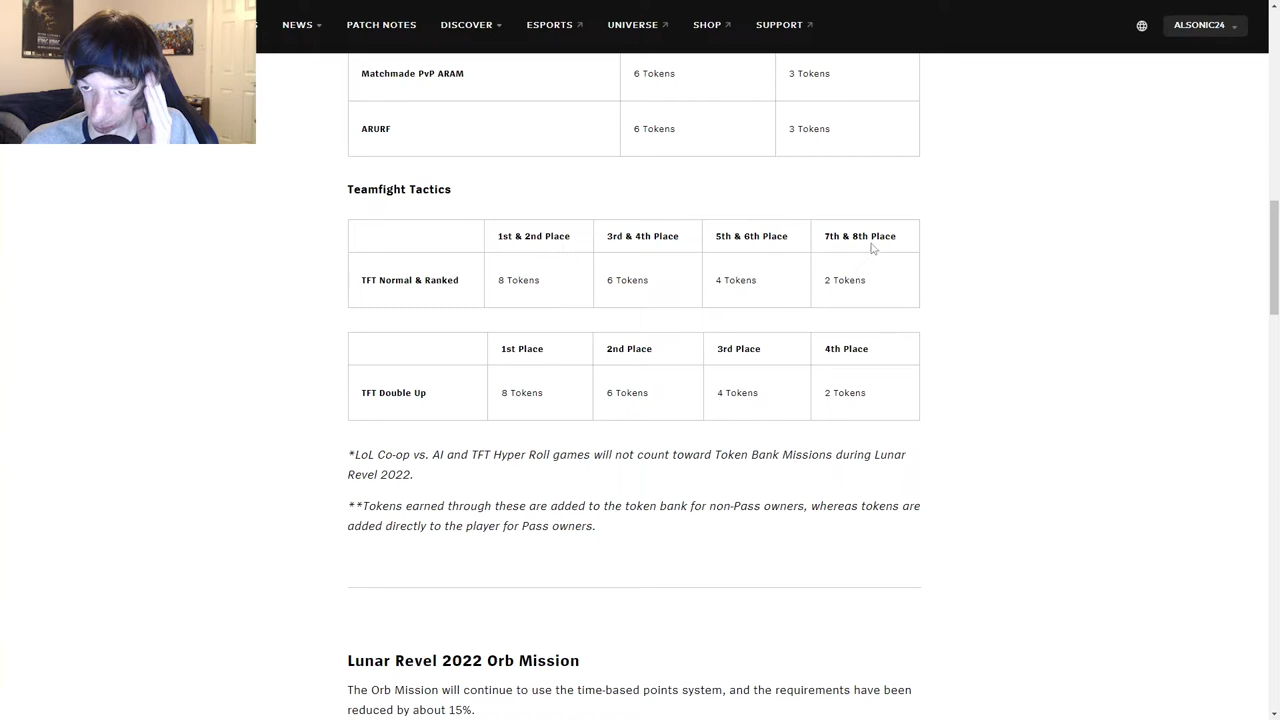 NEWS PATCH NOTES DISCOVER ESPORTS UNIVERSE SHOP SUPPORT ALSONIC24
Matchmade PvP ARAM 6 Tokens 3 Tokens
ARURF 6 Tokens 3 Tokens
Teamfight Tactics
1st & 2nd Place 3rd & 4th Place 5th & 6th Place 7th & 8th Place
TFT Normal & Ranked 8 Tokens 6 Tokens 4 Tokens 2 Tokens
1st Place 2nd Place 3rd Place 4th Place
TFT Double Up 8 Tokens 6 Tokens 4 Tokens 2 Tokens
*LoL Co-op vs. AI and TFT Hyper Roll games will not count toward Token Bank Missions during Lunar
Revel 2022.
**Tokens earned through these are added to the token bank for non-Pass owners, whereas tokens are
added directly to the player for Pass owners.
Lunar Revel 2022 Orb Mission
The Orb Mission will continue to use the time-based points system, and the requirements have been
reduced by about 15%.